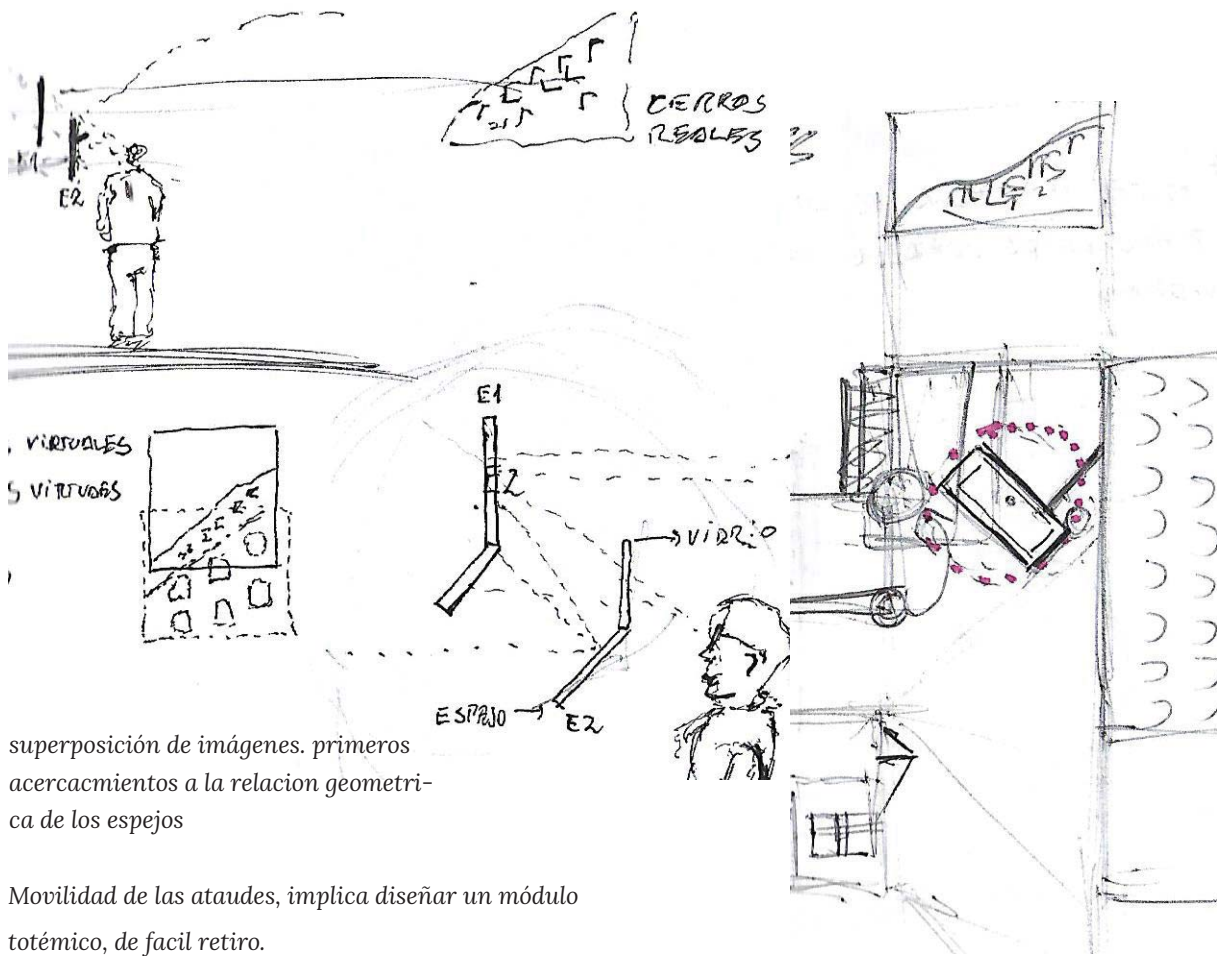 CERROS
REALES
E2
E1
VIRTUALES
VIRTUDES
VIDRIO
ESPEJO
E2
superposición de imágenes. primeros
acercacmientos a la relacion geometri-
ca de los espejos
Movilidad de las ataudes, implica diseñar un módulo
totémico, de facil retiro.